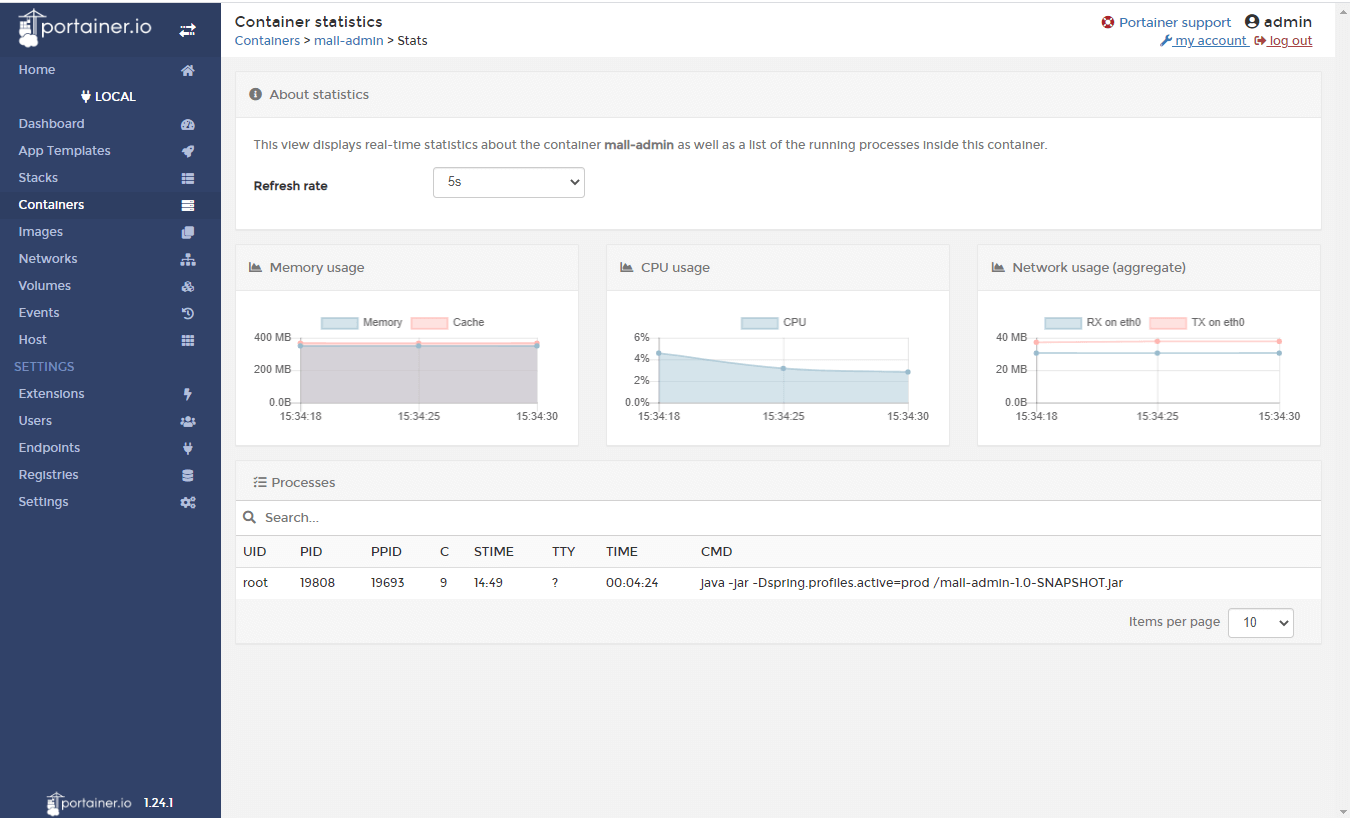 portainer.io
Home
LOCAL
Dashboard
App Templates
Stacks
Containers
Images
Networks
Volumes
Events
Host
SETTINGS
Extensions
Users
Endpoints
Registries
Settings
portainer.io 1.24.1
Container statistics
Containers > mall-admin > Stats
Portainer support admin
my account log out
About statistics
This view displays real-time statistics about the container mall-admin as well as a list of the running processes inside this container.
Refresh rate 5s
Memory usage
Memory Cache
400 MB
200 MB
0.0B
15:34:18 15:34:25 15:34:30
CPU usage
CPU
6%
4%
2%
0.0%
15:34:18 15:34:25 15:34:30
Network usage (aggregate)
RX on eth0 TX on eth0
40 MB
20 MB
0.0B
15:34:18 15:34:25 15:34:30
Processes
Search...
UID PID PPID C STIME TTY TIME CMD
root 19808 19693 9 14:49 ? 00:04:24 java -jar -Dspring.profiles.active=prod /mall-admin-1.0-SNAPSHOT.jar
Items per page 10